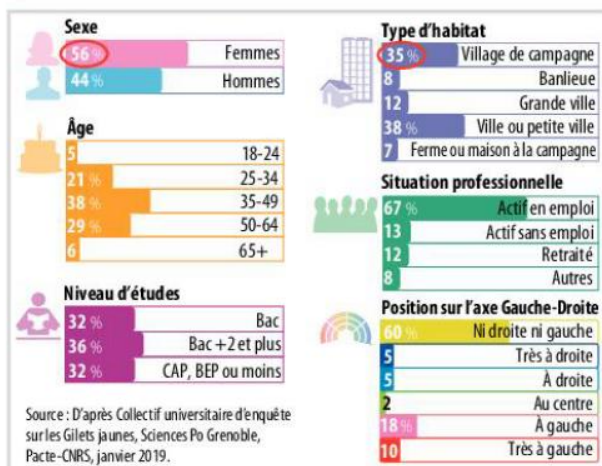 Sexe
56 % Femmes
44 % Hommes
Âge
5 18-24
21 % 25-34
38 % 35-49
29 % 50-64
6 65+
Niveau d'études
32 % Bac
36 % Bac +2 et plus
32 % CAP, BEP ou moins
Source : D'après Collectif universitaire d'enquête
sur les Gilets jaunes, Sciences Po Grenoble,
Pacte-CNRS, janvier 2019.
Type d'habitat
35 % Village de campagne
8 Banlieue
12 Grande ville
38 % Ville ou petite ville
7 Ferme ou maison à la campagne
Situation professionnelle
67 % Actif en emploi
13 Actif sans emploi
12 Retraité
8 Autres
Position sur l'axe Gauche-Droite
60 % Ni droite ni gauche
5 Très à droite
5 À droite
2 Au centre
18 % À gauche
10 Très à gauche